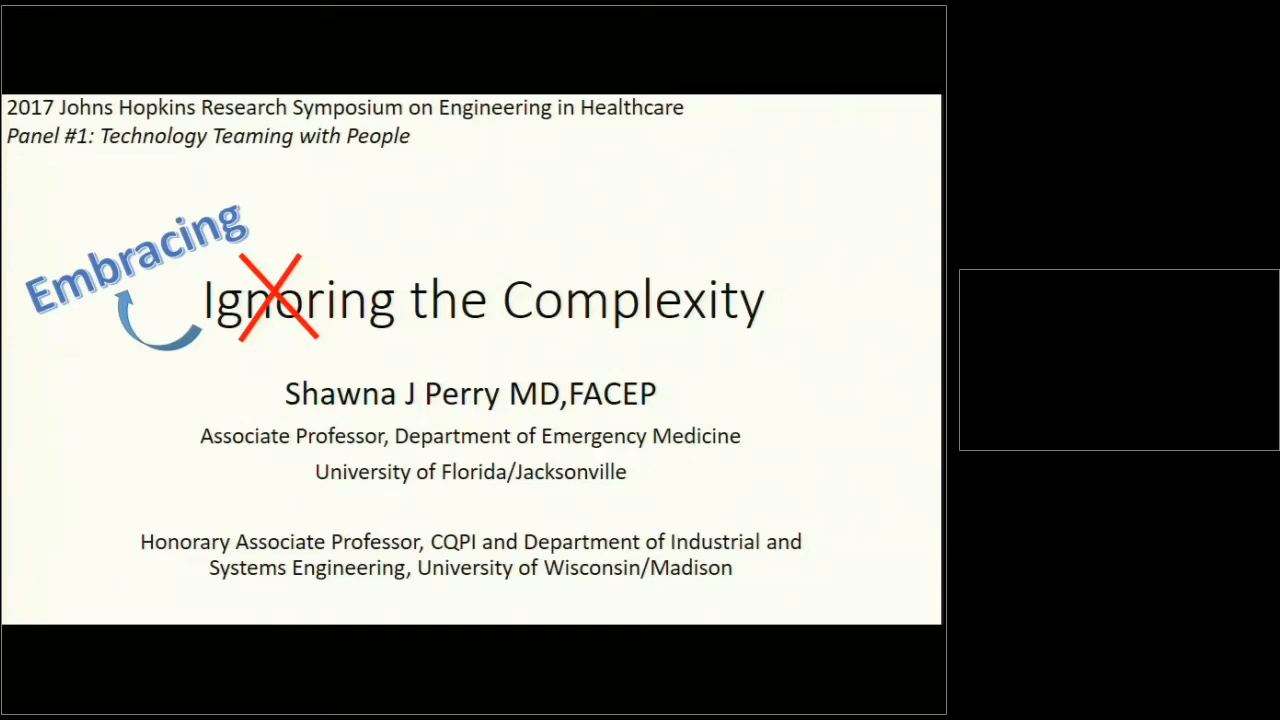 2017 Johns Hopkins Research Symposium on Engineering in Healthcare
Panel #1: Technology Teaming with People
Embracing
Ignoring the Complexity
Shawna J Perry MD,FACEP
Associate Professor, Department of Emergency Medicine
University of Florida/Jacksonville
Honorary Associate Professor, CQPI and Department of Industrial and
Systems Engineering, University of Wisconsin/Madison